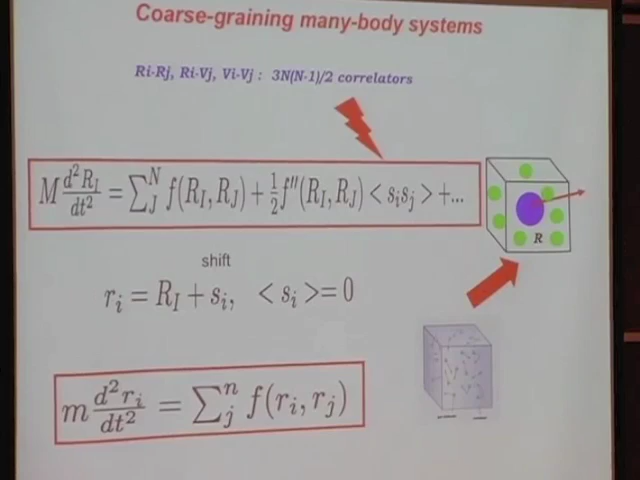 Coarse-graining many-body systems
Ri-Rj, Ri-Vj, Vi-Vj : 3N(N-1)/2 correlators
M d²R_I/dt² = ∑_J^N f(R_I, R_J) + ½ f''(R_I, R_J) < s_i s_j > +...
R
shift
r_i = R_I + s_i, < s_i >= 0
m d²r_i/dt² = ∑_j^n f(r_i, r_j)